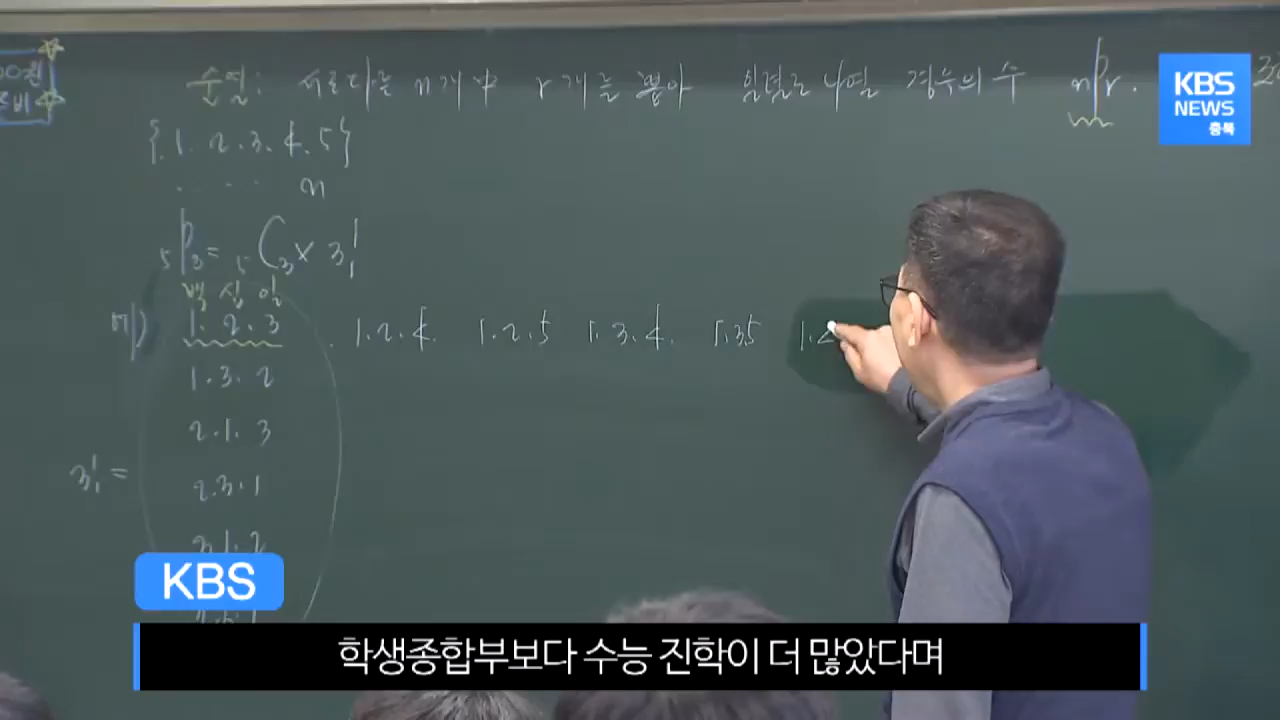 순열: 서로다른 n개 中 r개를 뽑아 일렬로 나열 경우의 수 nPr.
KBS
NEWS
충북
{1. 2. 3. 4. 5}
. . . . . n
5P3 = 5C3 × 3!
백 십 일
예) 1. 2. 3 . 1. 2. 4. 1. 2. 5 1. 3. 4. 1.3.5
1. 3. 2
2. 1. 3
3! =
2. 3. 1
3. 1. 2
KBS
학생종합부보다 수능 진학이 더 많았다며